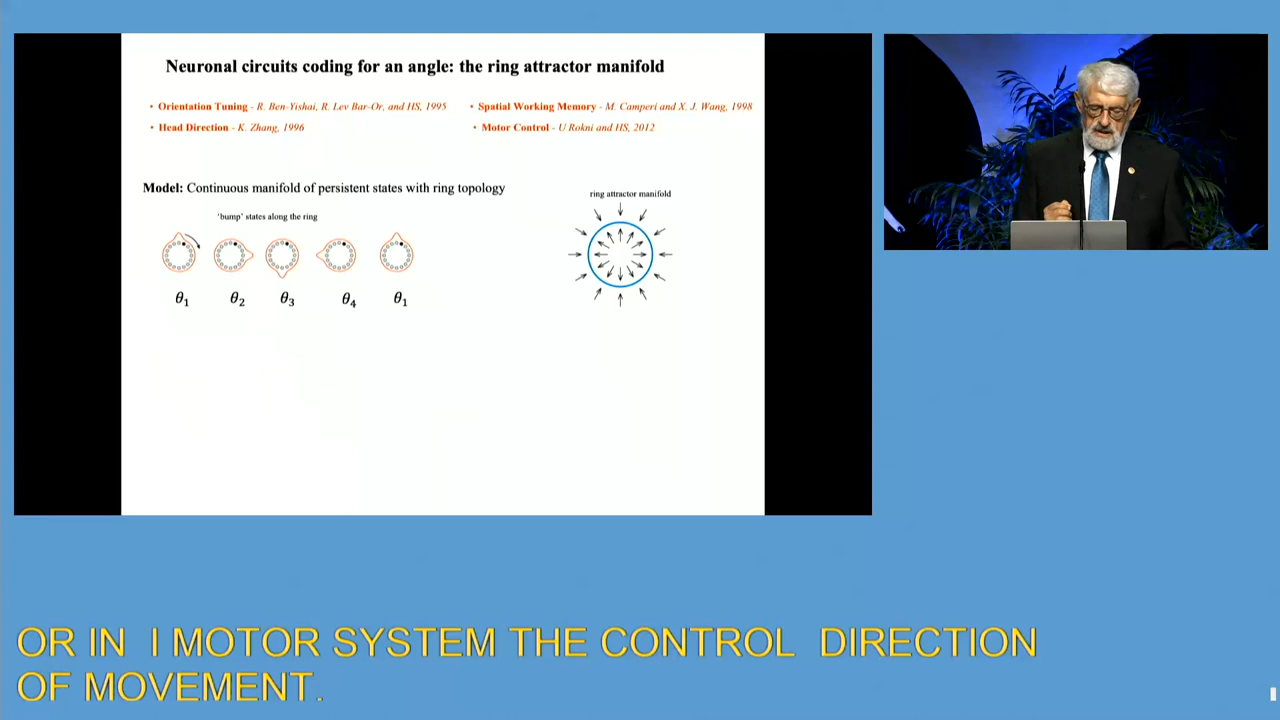 Neuronal circuits coding for an angle: the ring attractor manifold
• Orientation Tuning - R. Ben-Yishai, R. Lev Bar-Or, and HS, 1995
• Spatial Working Memory - M. Camperi and X. J. Wang, 1998
• Head Direction - K. Zhang, 1996
• Motor Control - U Rokni and HS, 2012
Model: Continuous manifold of persistent states with ring topology
ring attractor manifold
'bump' states along the ring
θ₁ θ₂ θ₃ θ₄ θ₁
OR IN I MOTOR SYSTEM THE CONTROL DIRECTION
OF MOVEMENT.